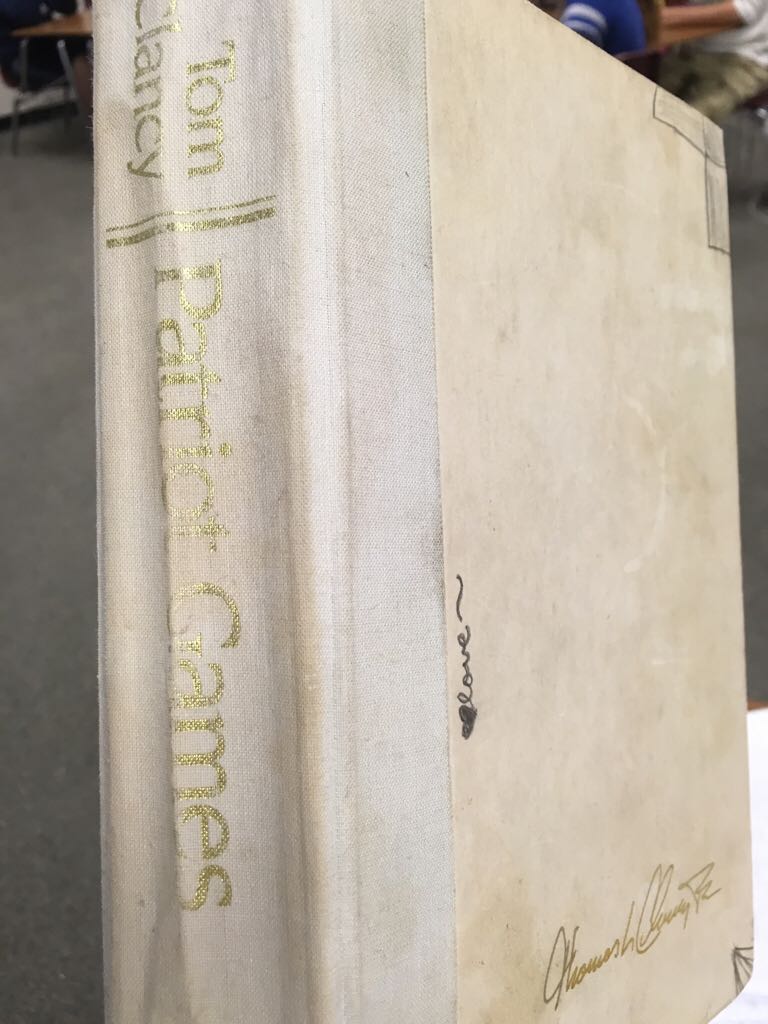 Tom
Clancy
Patriot Games
love~
Thomas L Clancy Jr